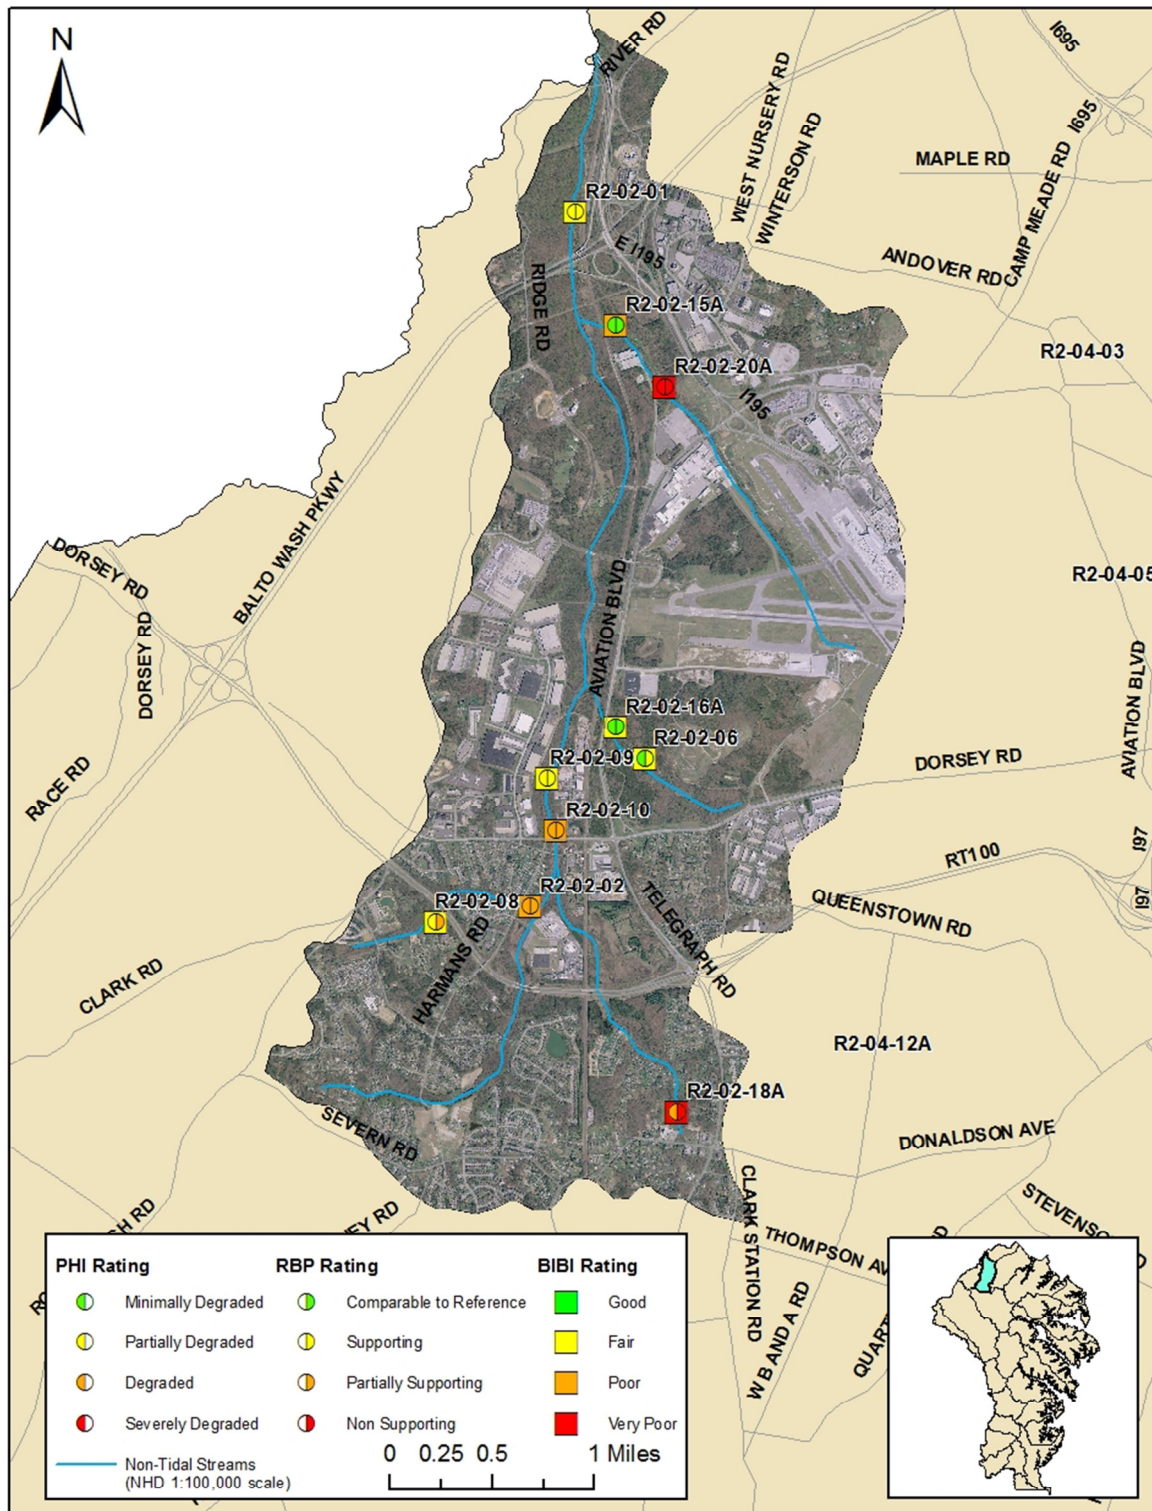 N
RIVER RD
I695
WEST NURSERY RD
WINTERSON RD
MAPLE RD
CAMP MEADE RD
I695
R2-02-01
E I195
ANDOVER RD
RIDGE RD
R2-02-15A
R2-04-03
R2-02-20A
I195
BALTO WASH PKWY
DORSEY RD
DORSEY RD
AVIATION BLVD
R2-04-05
AVIATION BLVD
R2-02-16A
R2-02-06
R2-02-09
DORSEY RD
RACE RD
R2-02-10
I97
RT100
R2-02-02
R2-02-08
TELEGRAPH RD
QUEENSTOWN RD
I97
HARMANS RD
CLARK RD
R2-04-12A
R2-02-18A
SEVERN RD
DONALDSON AVE
CLARK STATION RD
THOMPSON AV
W B AND A RD
RD
PHI Rating
RBP Rating
BIBI Rating
Minimally Degraded
Comparable to Reference
Good
Partially Degraded
Supporting
Fair
Degraded
Partially Supporting
Poor
Severely Degraded
Non Supporting
Very Poor
Non-Tidal Streams
(NHD 1:100,000 scale)
0 0.25 0.5 1 Miles